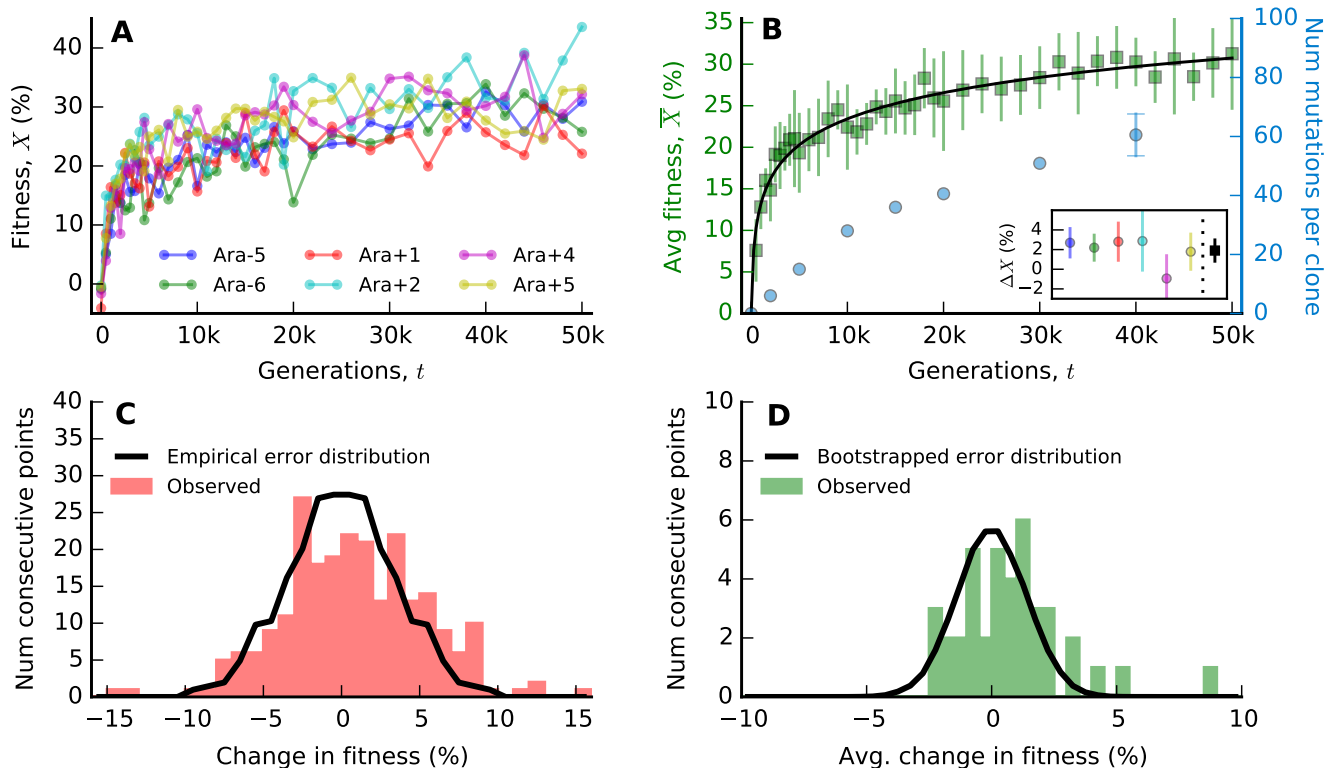 A
Fitness, X (%)
40
30
20
10
0
Ara-5
Ara+1
Ara+4
Ara-6
Ara+2
Ara+5
0
10k
20k
30k
40k
50k
Generations, t
B
Avg fitness, X̅ (%)
35
30
25
20
15
10
5
0
100
80
60
40
20
0
Num mutations per clone
ΔX (%)
4
2
0
−2
0
10k
20k
30k
40k
50k
Generations, t
C
Num consecutive points
40
35
30
25
20
15
10
5
0
Empirical error distribution
Observed
−15
−10
−5
0
5
10
15
Change in fitness (%)
D
Num consecutive points
10
8
6
4
2
0
Bootstrapped error distribution
Observed
−10
−5
0
5
10
Avg. change in fitness (%)